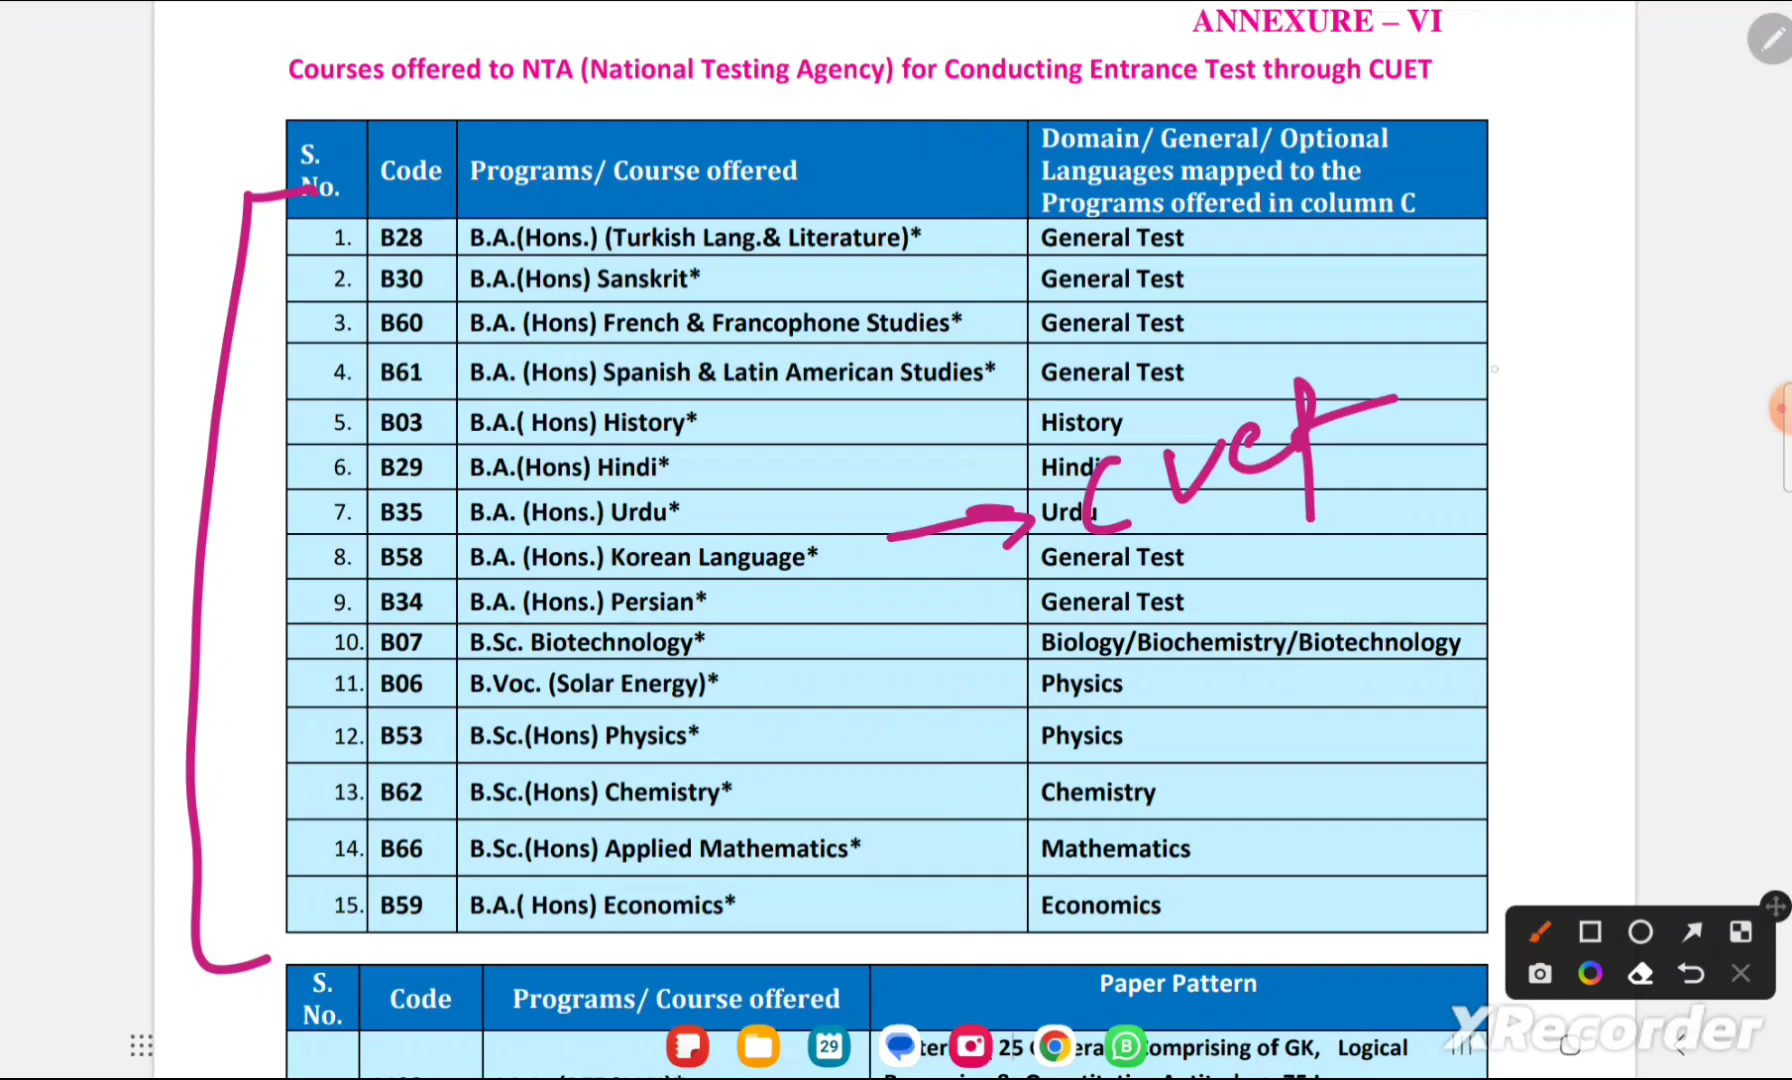 ANNEXURE – VI
Courses offered to NTA (National Testing Agency) for Conducting Entrance Test through CUET
S. No. Code Programs/ Course offered Domain/ General/ Optional Languages mapped to the Programs offered in column C
1. B28 B.A.(Hons.) (Turkish Lang.& Literature)* General Test
2. B30 B.A.(Hons) Sanskrit* General Test
3. B60 B.A. (Hons) French & Francophone Studies* General Test
4. B61 B.A. (Hons) Spanish & Latin American Studies* General Test
5. B03 B.A.( Hons) History* History
6. B29 B.A.(Hons) Hindi* Hindi
cuet
7. B35 B.A. (Hons.) Urdu* Urdu
8. B58 B.A. (Hons.) Korean Language* General Test
9. B34 B.A. (Hons.) Persian* General Test
10. B07 B.Sc. Biotechnology* Biology/Biochemistry/Biotechnology
11. B06 B.Voc. (Solar Energy)* Physics
12. B53 B.Sc.(Hons) Physics* Physics
13. B62 B.Sc.(Hons) Chemistry* Chemistry
14. B66 B.Sc.(Hons) Applied Mathematics* Mathematics
15. B59 B.A.( Hons) Economics* Economics
S. No. Code Programs/ Course offered Paper Pattern
25 Comprising of GK, Logical
29
B
XRecorder